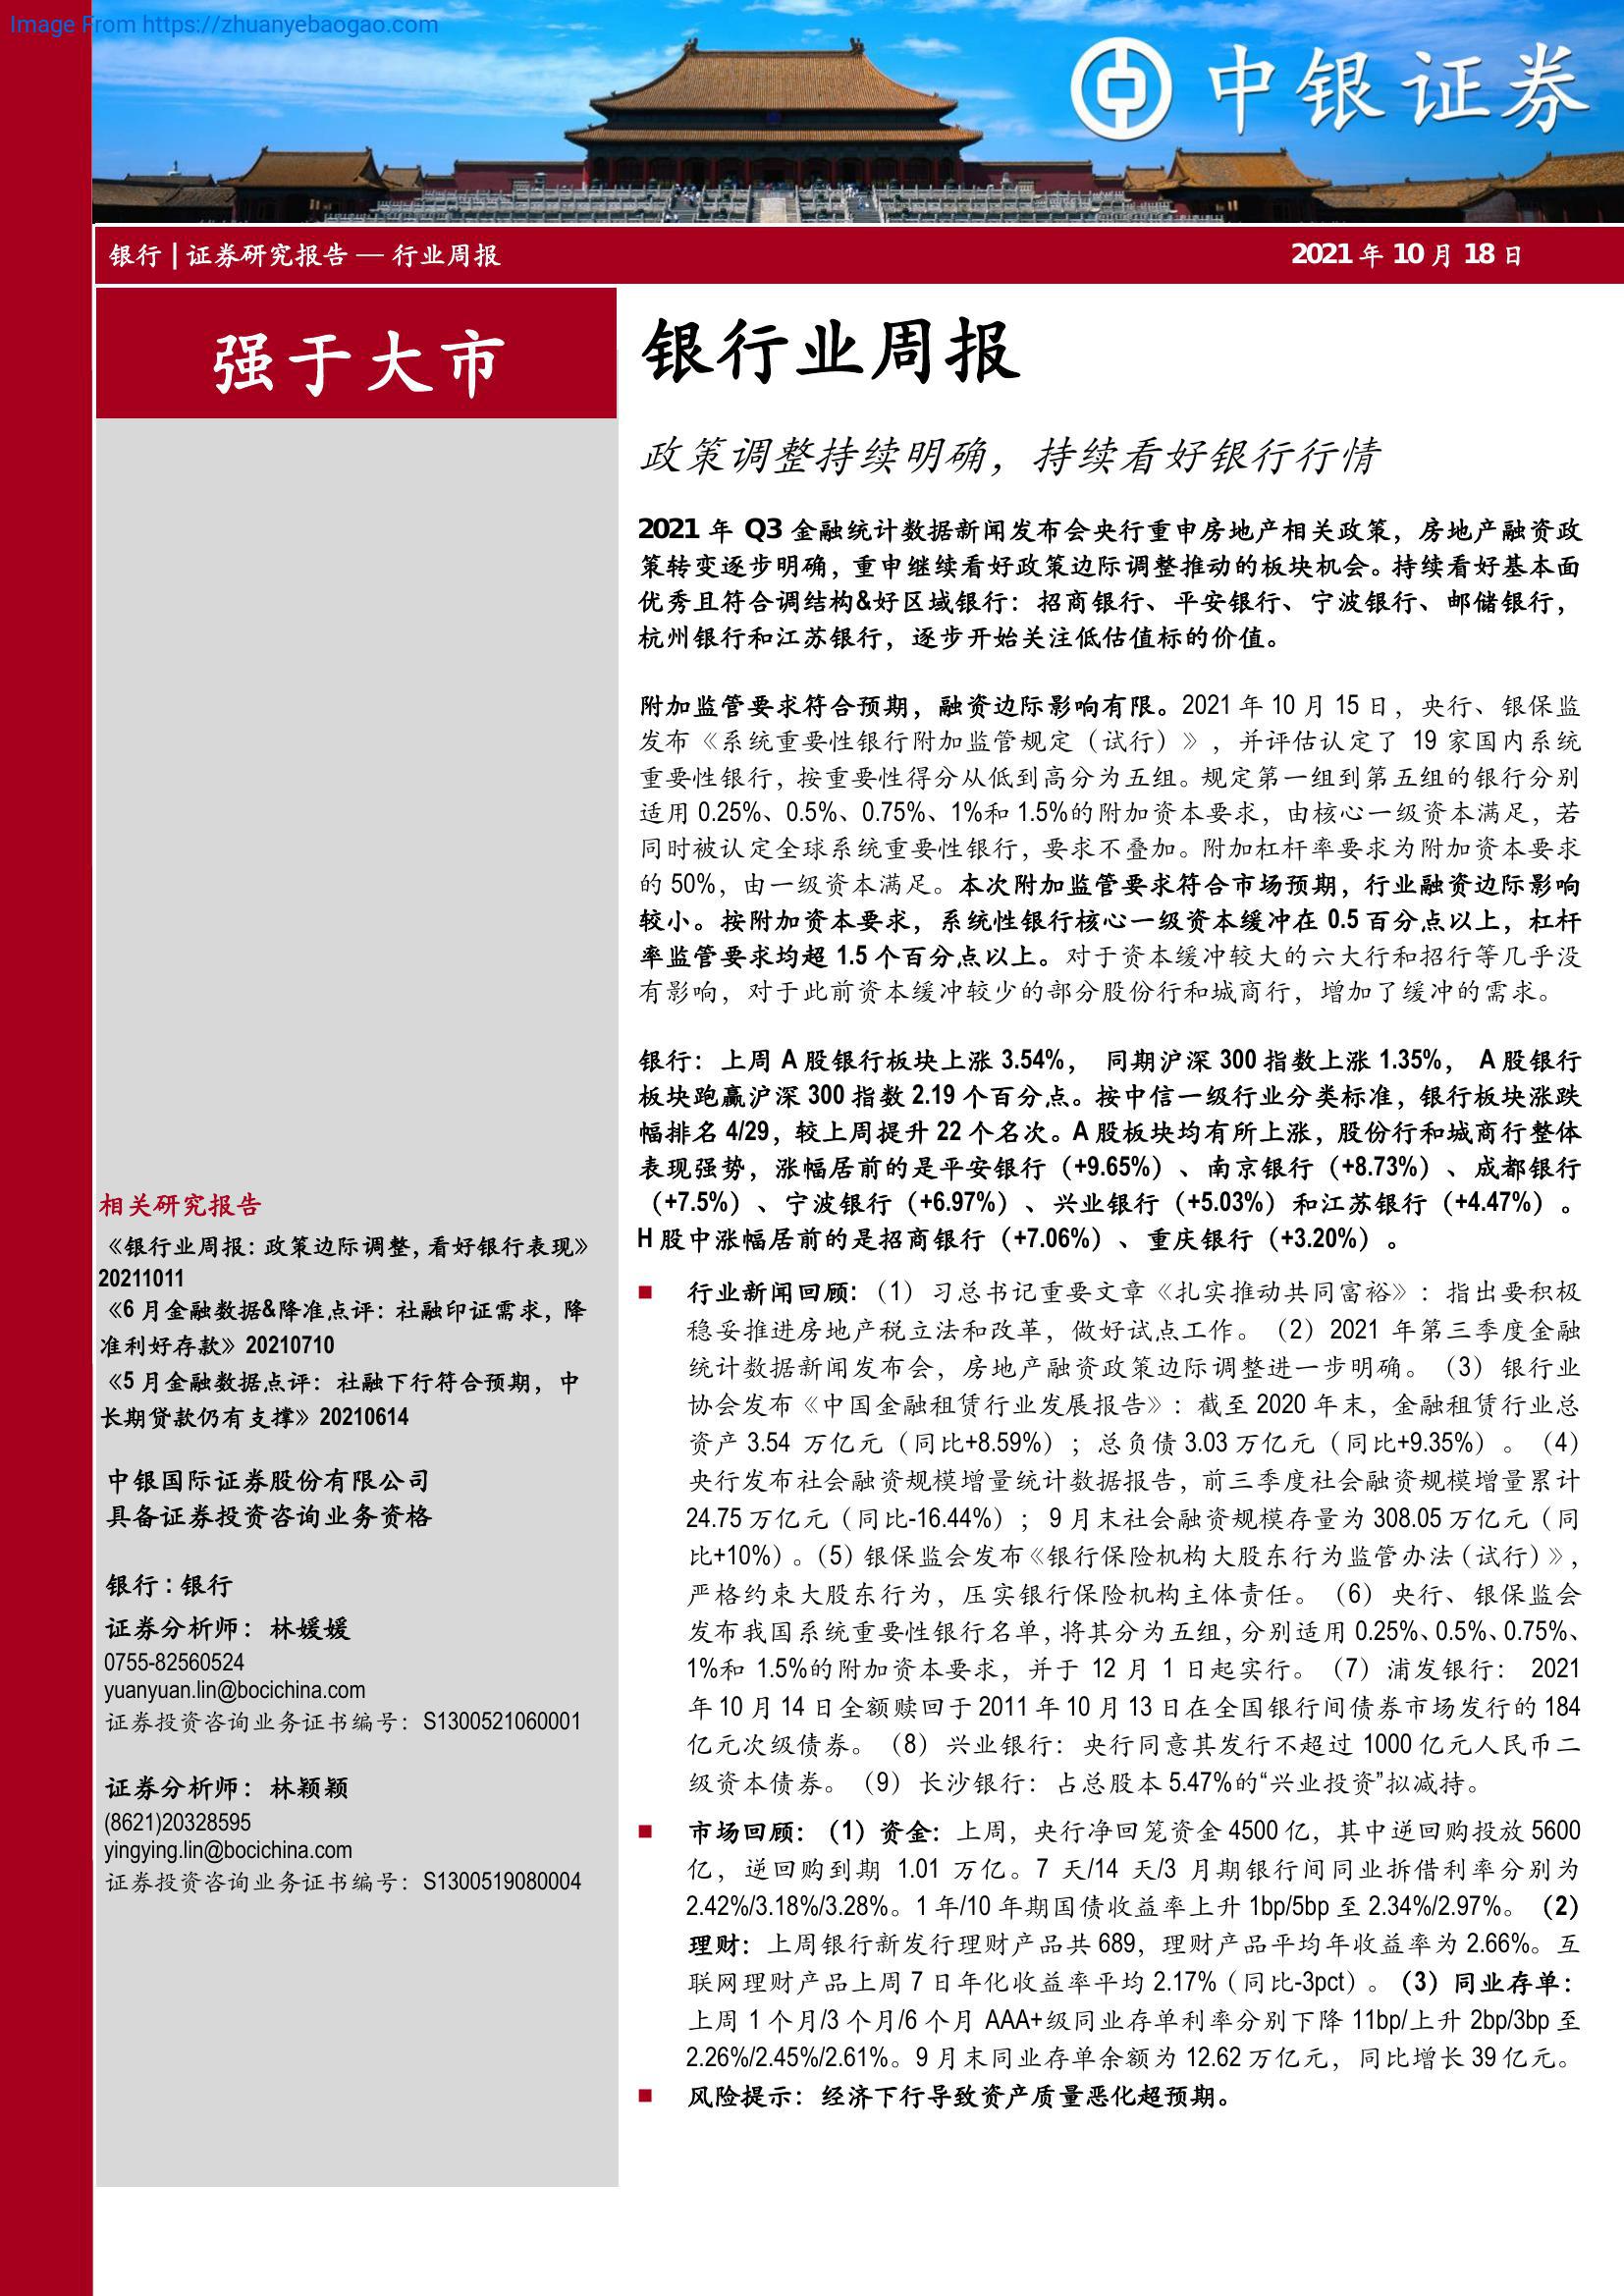 Image From https://zhuanyebaogao.com
中银证券
银行 | 证券研究报告 — 行业周报
2021 年 10 月 18 日
强于大市
相关研究报告
《银行业周报：政策边际调整，看好银行表现》
20211011
《6 月金融数据&降准点评：社融印证需求，降
准利好存款》20210710
《5 月金融数据点评：社融下行符合预期，中
长期贷款仍有支撑》20210614
中银国际证券股份有限公司
具备证券投资咨询业务资格
银行 : 银行
证券分析师：林媛媛
0755-82560524
yuanyuan.lin@bocichina.com
证券投资咨询业务证书编号：S1300521060001
证券分析师：林颖颖
(8621)20328595
yingying.lin@bocichina.com
证券投资咨询业务证书编号：S1300519080004
银行业周报
政策调整持续明确，持续看好银行行情
2021 年 Q3 金融统计数据新闻发布会央行重申房地产相关政策，房地产融资政
策转变逐步明确，重申继续看好政策边际调整推动的板块机会。持续看好基本面
优秀且符合调结构&好区域银行：招商银行、平安银行、宁波银行、邮储银行，
杭州银行和江苏银行，逐步开始关注低估值标的价值。
附加监管要求符合预期，融资边际影响有限。2021 年 10 月 15 日，央行、银保监
发布《系统重要性银行附加监管规定（试行）》，并评估认定了 19 家国内系统
重要性银行，按重要性得分从低到高分为五组。规定第一组到第五组的银行分别
适用 0.25%、0.5%、0.75%、1%和 1.5%的附加资本要求，由核心一级资本满足，若
同时被认定全球系统重要性银行，要求不叠加。附加杠杆率要求为附加资本要求
的 50%，由一级资本满足。本次附加监管要求符合市场预期，行业融资边际影响
较小。按附加资本要求，系统性银行核心一级资本缓冲在 0.5 百分点以上，杠杆
率监管要求均超 1.5 个百分点以上。对于资本缓冲较大的六大行和招行等几乎没
有影响，对于此前资本缓冲较少的部分股份行和城商行，增加了缓冲的需求。
银行：上周 A 股银行板块上涨 3.54%， 同期沪深 300 指数上涨 1.35%， A 股银行
板块跑赢沪深 300 指数 2.19 个百分点。按中信一级行业分类标准，银行板块涨跌
幅排名 4/29，较上周提升 22 个名次。A 股板块均有所上涨，股份行和城商行整体
表现强势，涨幅居前的是平安银行（+9.65%）、南京银行（+8.73%）、成都银行
（+7.5%）、宁波银行（+6.97%）、兴业银行（+5.03%）和江苏银行（+4.47%）。
H 股中涨幅居前的是招商银行（+7.06%）、重庆银行（+3.20%）。
■ 行业新闻回顾：（1）习总书记重要文章《扎实推动共同富裕》：指出要积极
稳妥推进房地产税立法和改革，做好试点工作。（2）2021 年第三季度金融
统计数据新闻发布会，房地产融资政策边际调整进一步明确。（3）银行业
协会发布《中国金融租赁行业发展报告》：截至 2020 年末，金融租赁行业总
资产 3.54 万亿元（同比+8.59%）；总负债 3.03 万亿元（同比+9.35%）。（4）
央行发布社会融资规模增量统计数据报告，前三季度社会融资规模增量累计
24.75 万亿元（同比-16.44%）； 9 月末社会融资规模存量为 308.05 万亿元（同
比+10%）。（5）银保监会发布《银行保险机构大股东行为监管办法（试行）》，
严格约束大股东行为，压实银行保险机构主体责任。（6）央行、银保监会
发布我国系统重要性银行名单，将其分为五组，分别适用 0.25%、0.5%、0.75%、
1%和 1.5%的附加资本要求，并于 12 月 1 日起实行。（7）浦发银行： 2021
年 10 月 14 日全额赎回于 2011 年 10 月 13 日在全国银行间债券市场发行的 184
亿元次级债券。（8）兴业银行：央行同意其发行不超过 1000 亿元人民币二
级资本债券。（9）长沙银行：占总股本 5.47%的“兴业投资”拟减持。
■ 市场回顾：（1）资金：上周，央行净回笼资金 4500 亿，其中逆回购投放 5600
亿，逆回购到期 1.01 万亿。7 天/14 天/3 月期银行间同业拆借利率分别为
2.42%/3.18%/3.28%。1 年/10 年期国债收益率上升 1bp/5bp 至 2.34%/2.97%。（2）
理财：上周银行新发行理财产品共 689，理财产品平均年收益率为 2.66%。互
联网理财产品上周 7 日年化收益率平均 2.17%（同比-3pct）。（3）同业存单：
上周 1 个月/3 个月/6 个月 AAA+级同业存单利率分别下降 11bp/上升 2bp/3bp 至
2.26%/2.45%/2.61%。9 月末同业存单余额为 12.62 万亿元，同比增长 39 亿元。
■ 风险提示：经济下行导致资产质量恶化超预期。